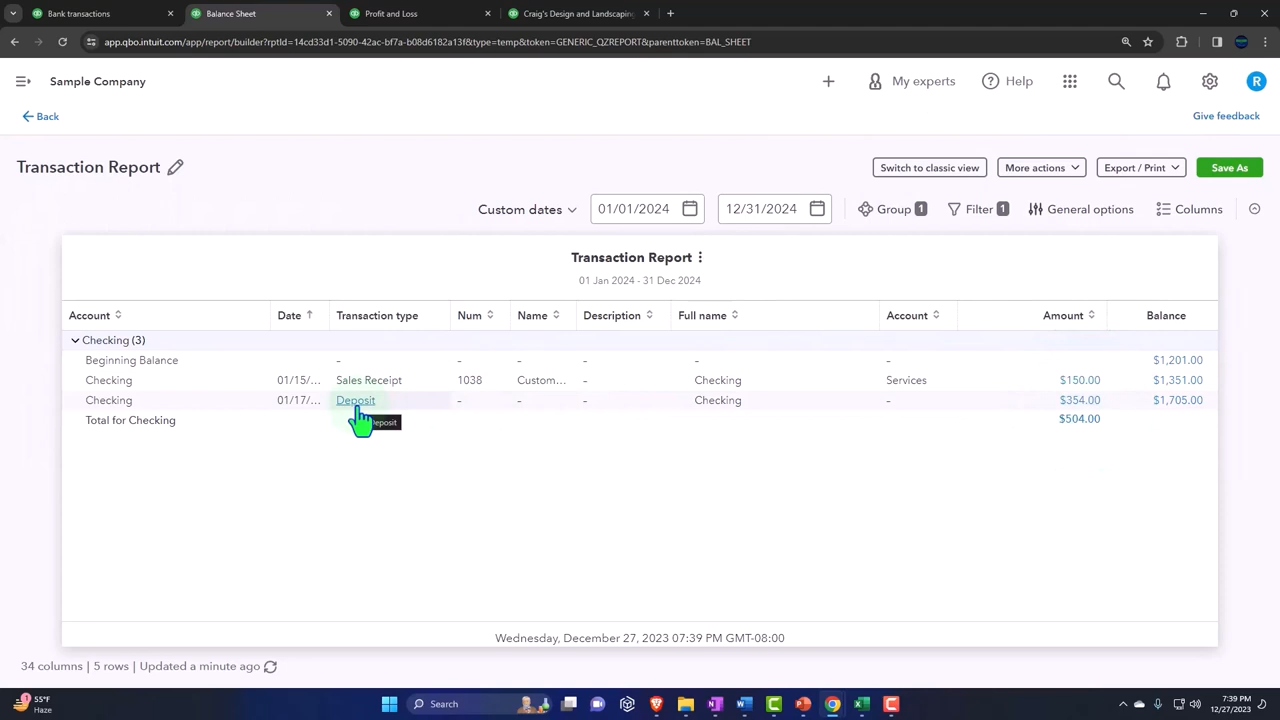 Bank transactions
Balance Sheet
Profit and Loss
Craig's Design and Landscaping
app.qbo.intuit.com/app/report/builder?rptId=14cd33d1-5090-42ac-bf7a-b08d6182a13f&type=temp&token=GENERIC_QZREPORT&parenttoken=BAL_SHEET
Sample Company
My experts
Help
R
Back
Give feedback
Transaction Report
Switch to classic view
More actions
Export / Print
Save As
Custom dates
01/01/2024
12/31/2024
Group 1
Filter 1
General options
Columns
Transaction Report
01 Jan 2024 - 31 Dec 2024
Account Date Transaction type Num Name Description Full name Account Amount Balance
Checking (3)
Beginning Balance – – – – – – $1,201.00
Checking 01/15/... Sales Receipt 1038 Custom... – Checking Services $150.00 $1,351.00
Checking 01/17/... Deposit – – – Checking – $354.00 $1,705.00
Deposit
Total for Checking $504.00
Wednesday, December 27, 2023 07:39 PM GMT-08:00
34 columns | 5 rows | Updated a minute ago
1
55°F
Haze
Search
7:39 PM
12/27/2023